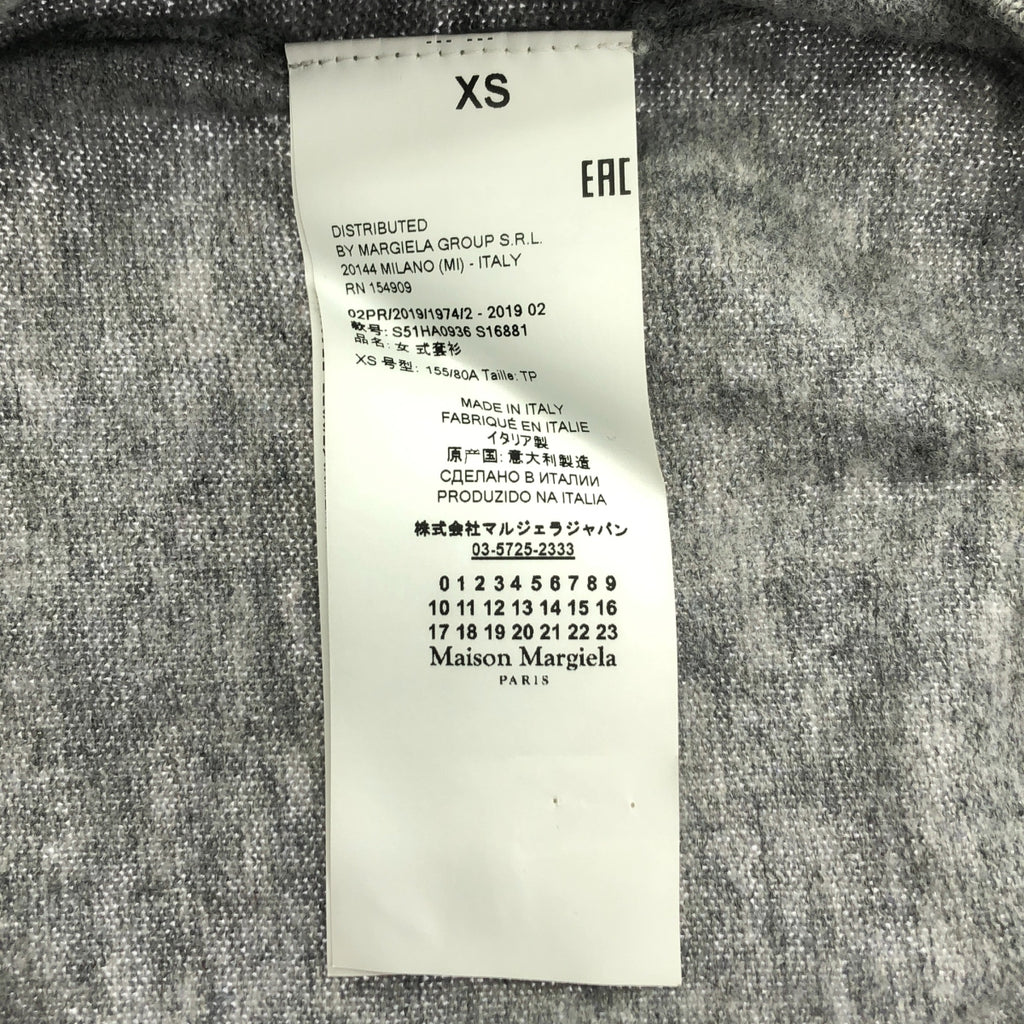 XS
EAC
DISTRIBUTED
BY MARGIELA GROUP S.R.L.
20144 MILANO (MI) - ITALY
RN 154909
02PR/2019/1974/2 - 2019 02
款号: S51HA0936 S16881
品名: 女 式套衫
XS 号型: 155/80A Taille: TP
MADE IN ITALY
FABRIQUÉ EN ITALIE
イタリア製
原产国: 意大利製造
СДЕЛАНО В ИТАЛИИ
PRODUZIDO NA ITALIA
株式会社マルジェラジャパン
03-5725-2333
0 1 2 3 4 5 6 7 8 9
10 11 12 13 14 15 16
17 18 19 20 21 22 23
Maison Margiela
PARIS